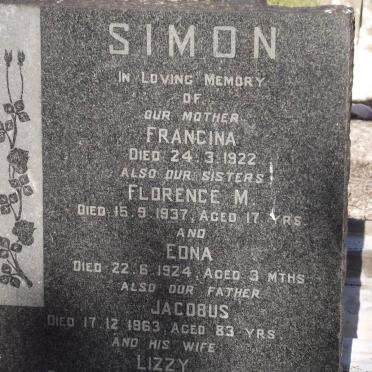 SIMON
IN LOVING MEMORY
OF
OUR MOTHER
FRANCINA
DIED 24.3.1922
ALSO OUR SISTERS
FLORENCE M.
DIED 15.9.1937, AGED 17 YRS
AND
EDNA
DIED 22.6.1924, AGED 3 MTHS
ALSO OUR FATHER
JACOBUS
DIED 17.12.1963, AGED 83 YRS
AND HIS WIFE
LIZZY